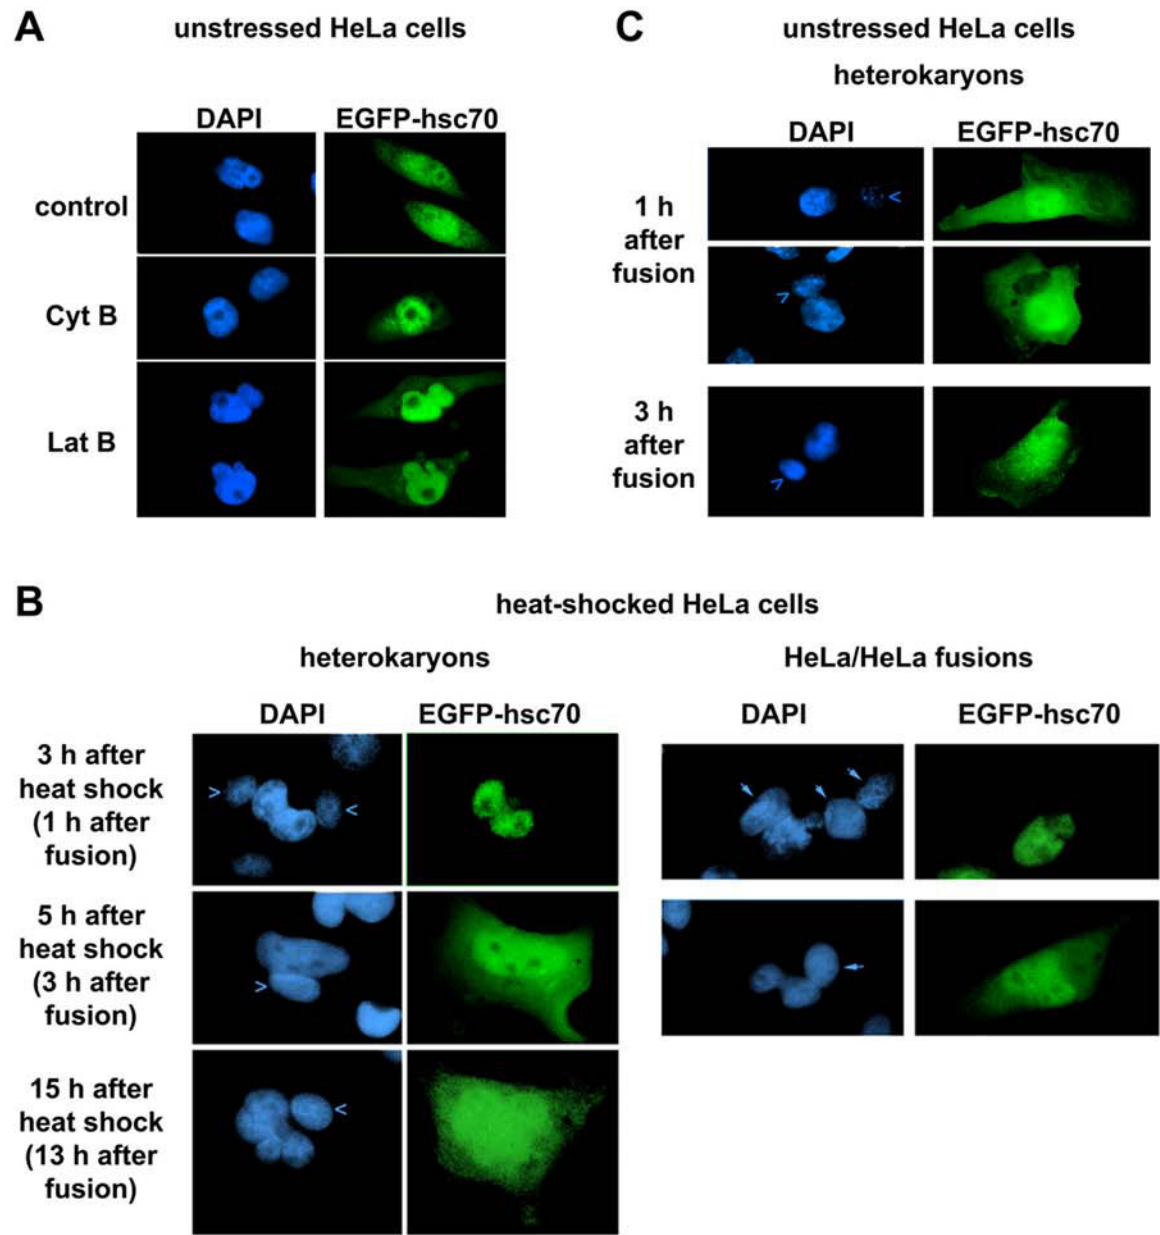 A
unstressed HeLa cells
DAPI
EGFP-hsc70
control
Cyt B
Lat B
C
unstressed HeLa cells
heterokaryons
DAPI
EGFP-hsc70
1 h
after
fusion
3 h
after
fusion
B
heat-shocked HeLa cells
heterokaryons
HeLa/HeLa fusions
DAPI
EGFP-hsc70
DAPI
EGFP-hsc70
3 h after
heat shock
(1 h after
fusion)
5 h after
heat shock
(3 h after
fusion)
15 h after
heat shock
(13 h after
fusion)